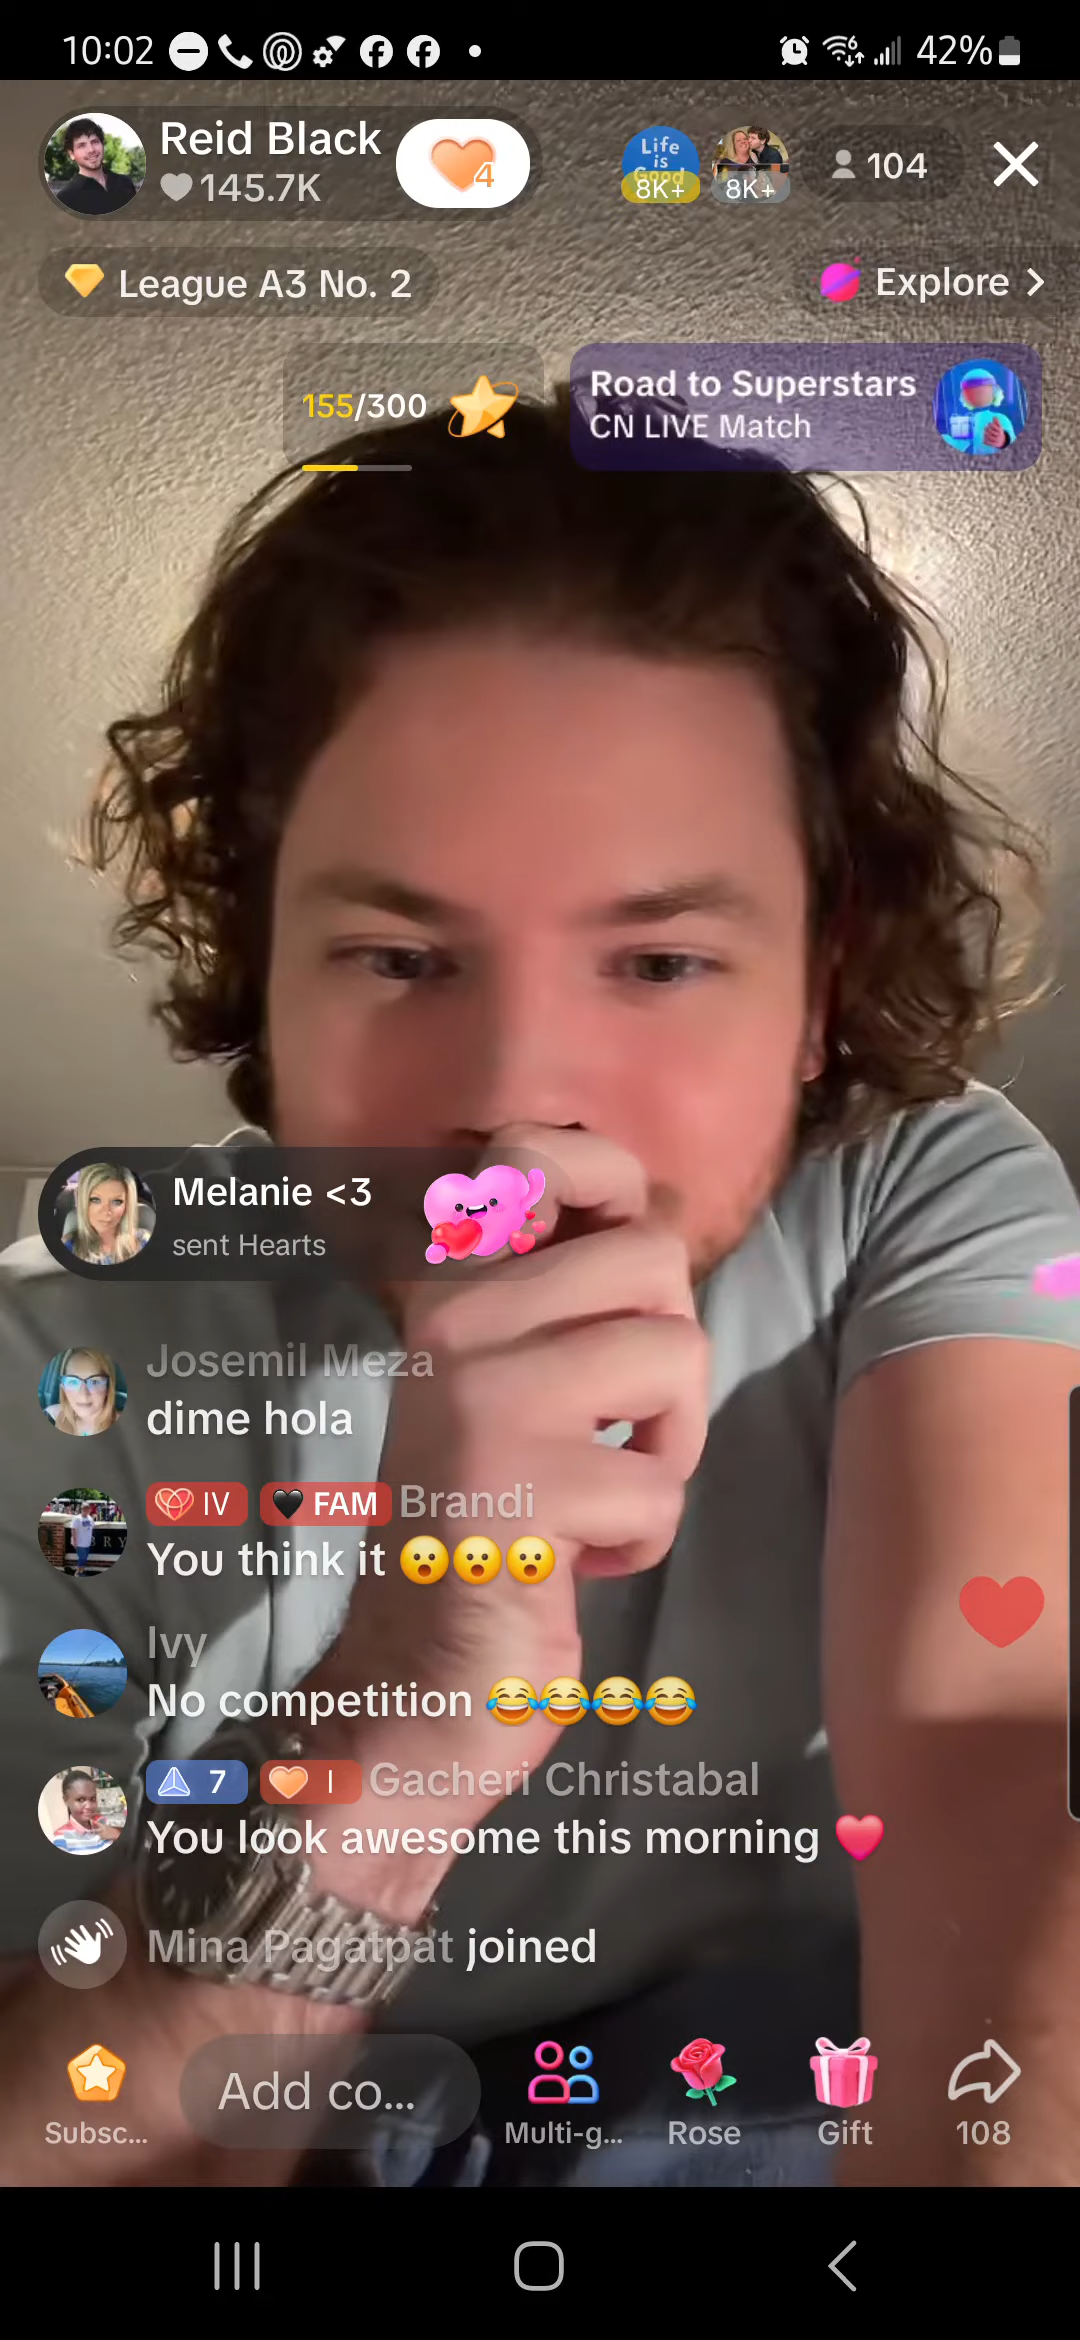 10:02
42%
Reid Black
145.7K
4
Life
is
Good
8K+
8K+
104
League A3 No. 2
Explore
155/300
Road to Superstars
CN LIVE Match
Melanie <3
sent Hearts
Josemil Meza
dime hola
IV FAM Brandi
You think it 😮😮😮
Ivy
No competition 😂😂😂😂
7 I Gacheri Christabal
You look awesome this morning ❤️
Mina Pagatpat joined
Add co...
Subsc...
Multi-g...
Rose
Gift
108